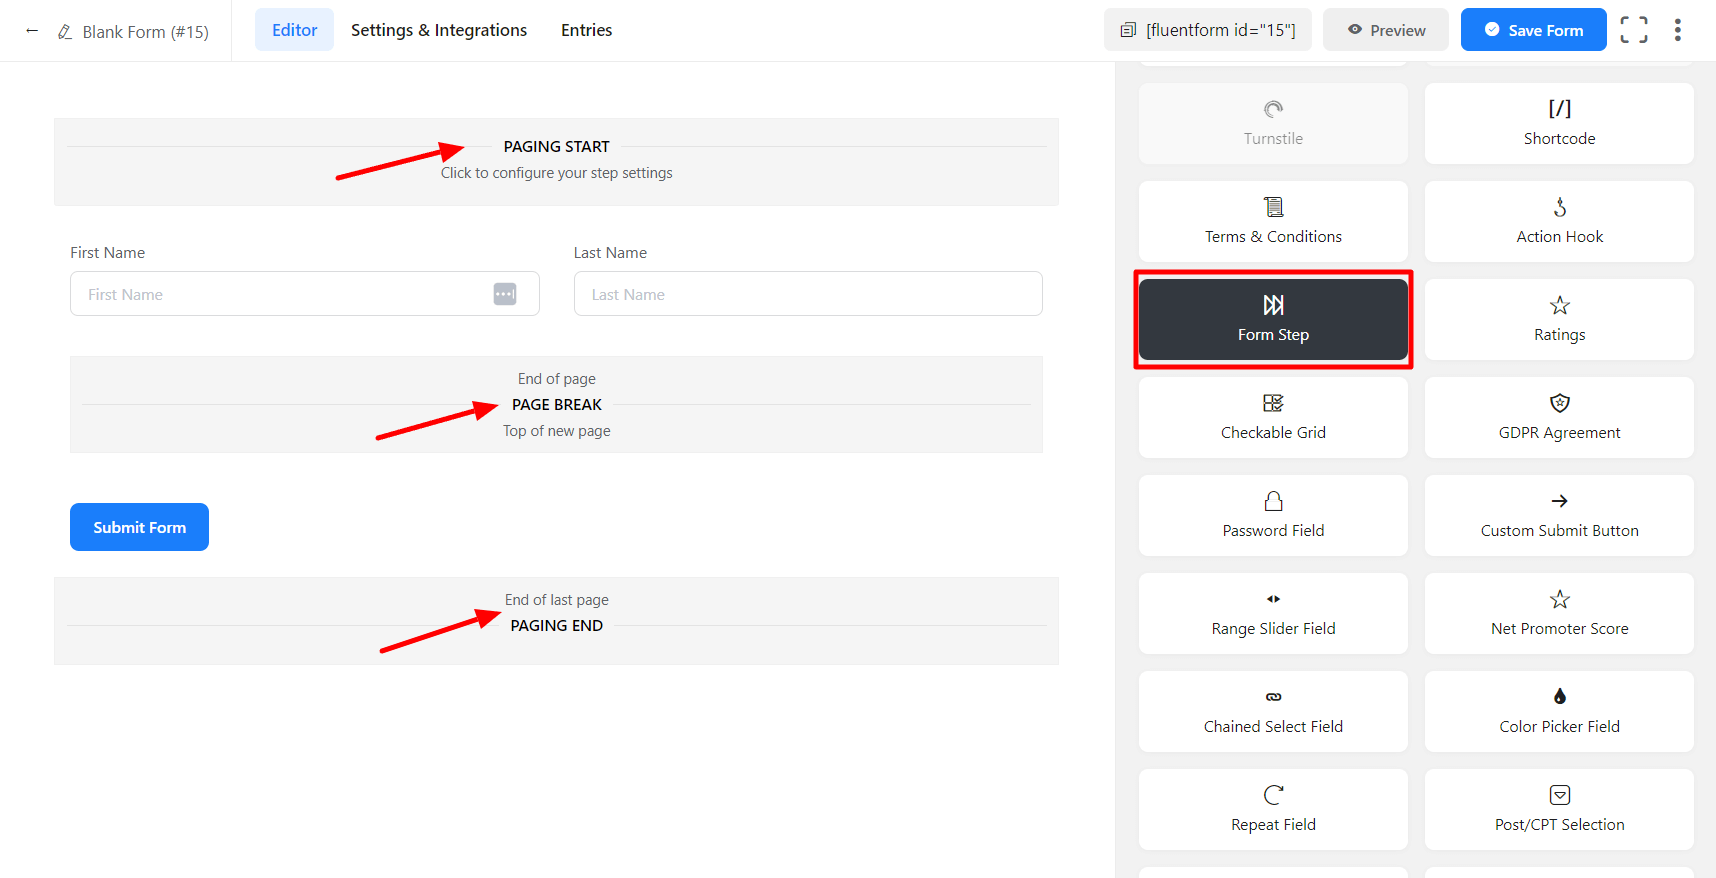 ← Blank Form (#15)
Editor
Settings & Integrations
Entries
[fluentform id="15"]
Preview
Save Form
PAGING START
Click to configure your step settings
First Name
Last Name
First Name
Last Name
End of page
PAGE BREAK
Top of new page
Submit Form
End of last page
PAGING END
Turnstile
[/]
Shortcode
Terms & Conditions
Action Hook
Form Step
Ratings
Checkable Grid
GDPR Agreement
Password Field
Custom Submit Button
Range Slider Field
Net Promoter Score
Chained Select Field
Color Picker Field
Repeat Field
Post/CPT Selection